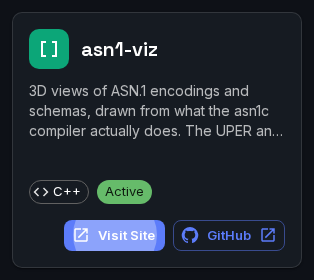 asn1-viz
3D views of ASN.1 encodings and
schemas, drawn from what the asn1c
compiler actually does. The UPER an...
C++ Active
Visit Site GitHub